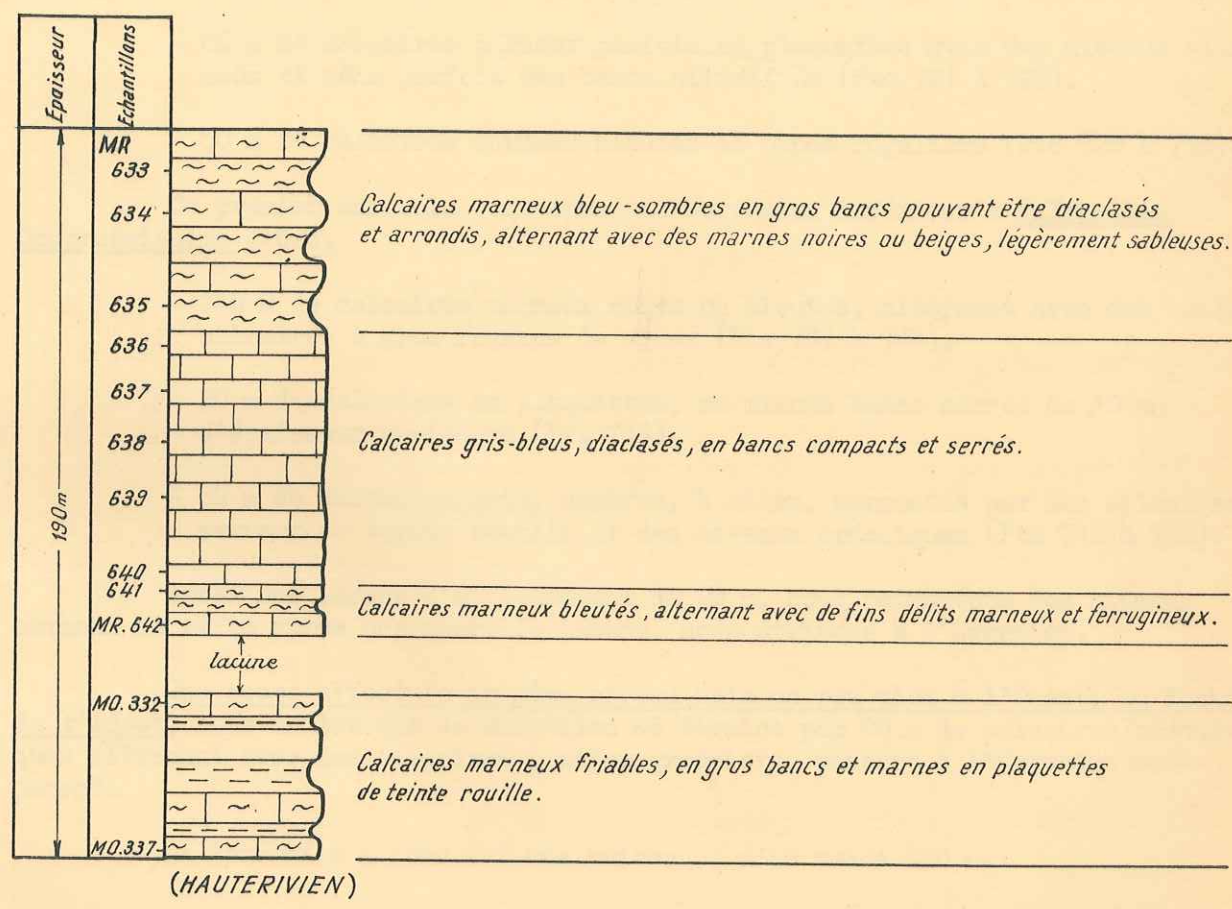 Epaisseur
Echantillons
MR
633
634
Calcaires marneux bleu-sombres en gros bancs pouvant être diaclasés
et arrondis, alternant avec des marnes noires ou beiges, légèrement sableuses.
635
636
637
638
Calcaires gris-bleus, diaclasés, en bancs compacts et serrés.
639
190m
640
641
Calcaires marneux bleutés, alternant avec de fins délits marneux et ferrugineux.
MR.642
lacune
MO.332
Calcaires marneux friables, en gros bancs et marnes en plaquettes
de teinte rouille.
MO.337
(HAUTERIVIEN)